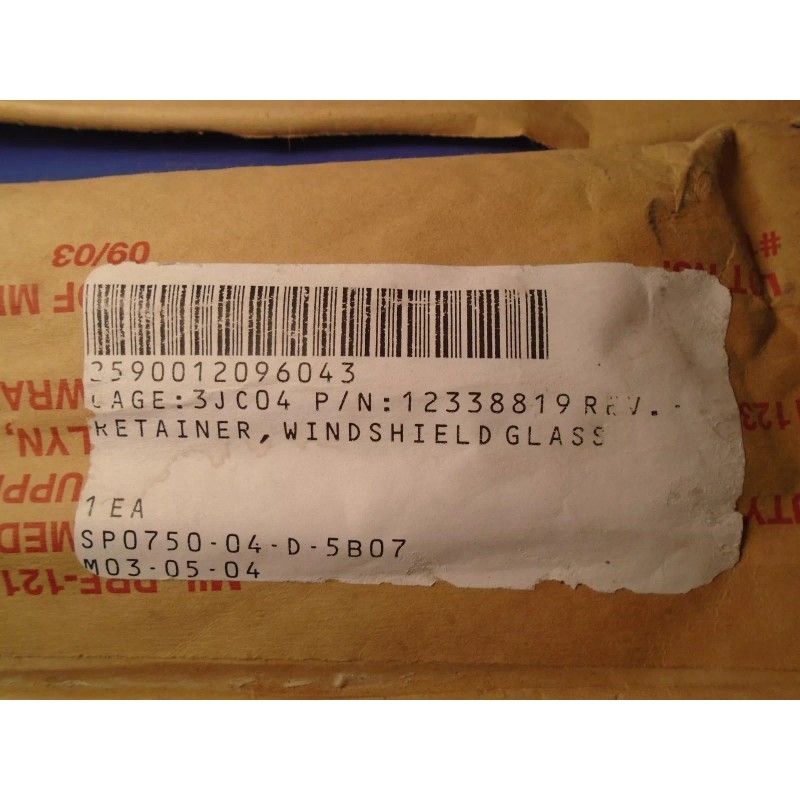 09/03
2590012096043
CAGE:3JC04 P/N:12338819 REV.-
RETAINER, WINDSHIELD GLASS
1 EA
SP0750-04-D-5B07
M03-05-04